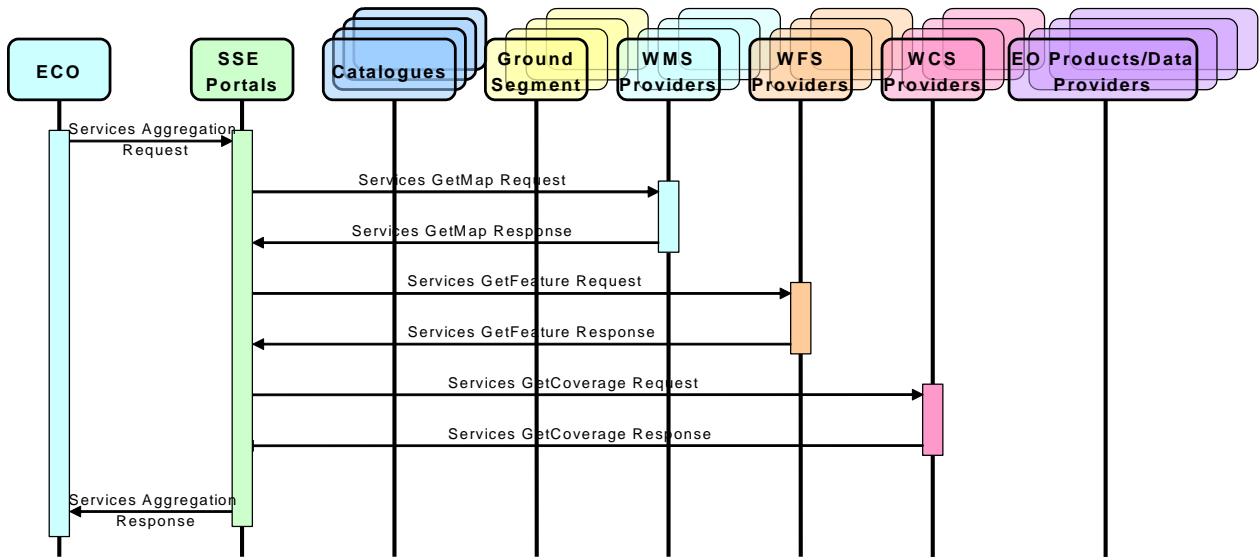 ECO
SSE
Portals
Catalogues
Ground
Segment
WMS
Providers
WFS
Providers
WCS
Providers
EO Products/Data
Providers
Services Aggregation
Request
Services GetMap Request
Services GetMap Response
Services GetFeature Request
Services GetFeature Response
Services GetCoverage Request
Services GetCoverage Response
Services Aggregation
Response